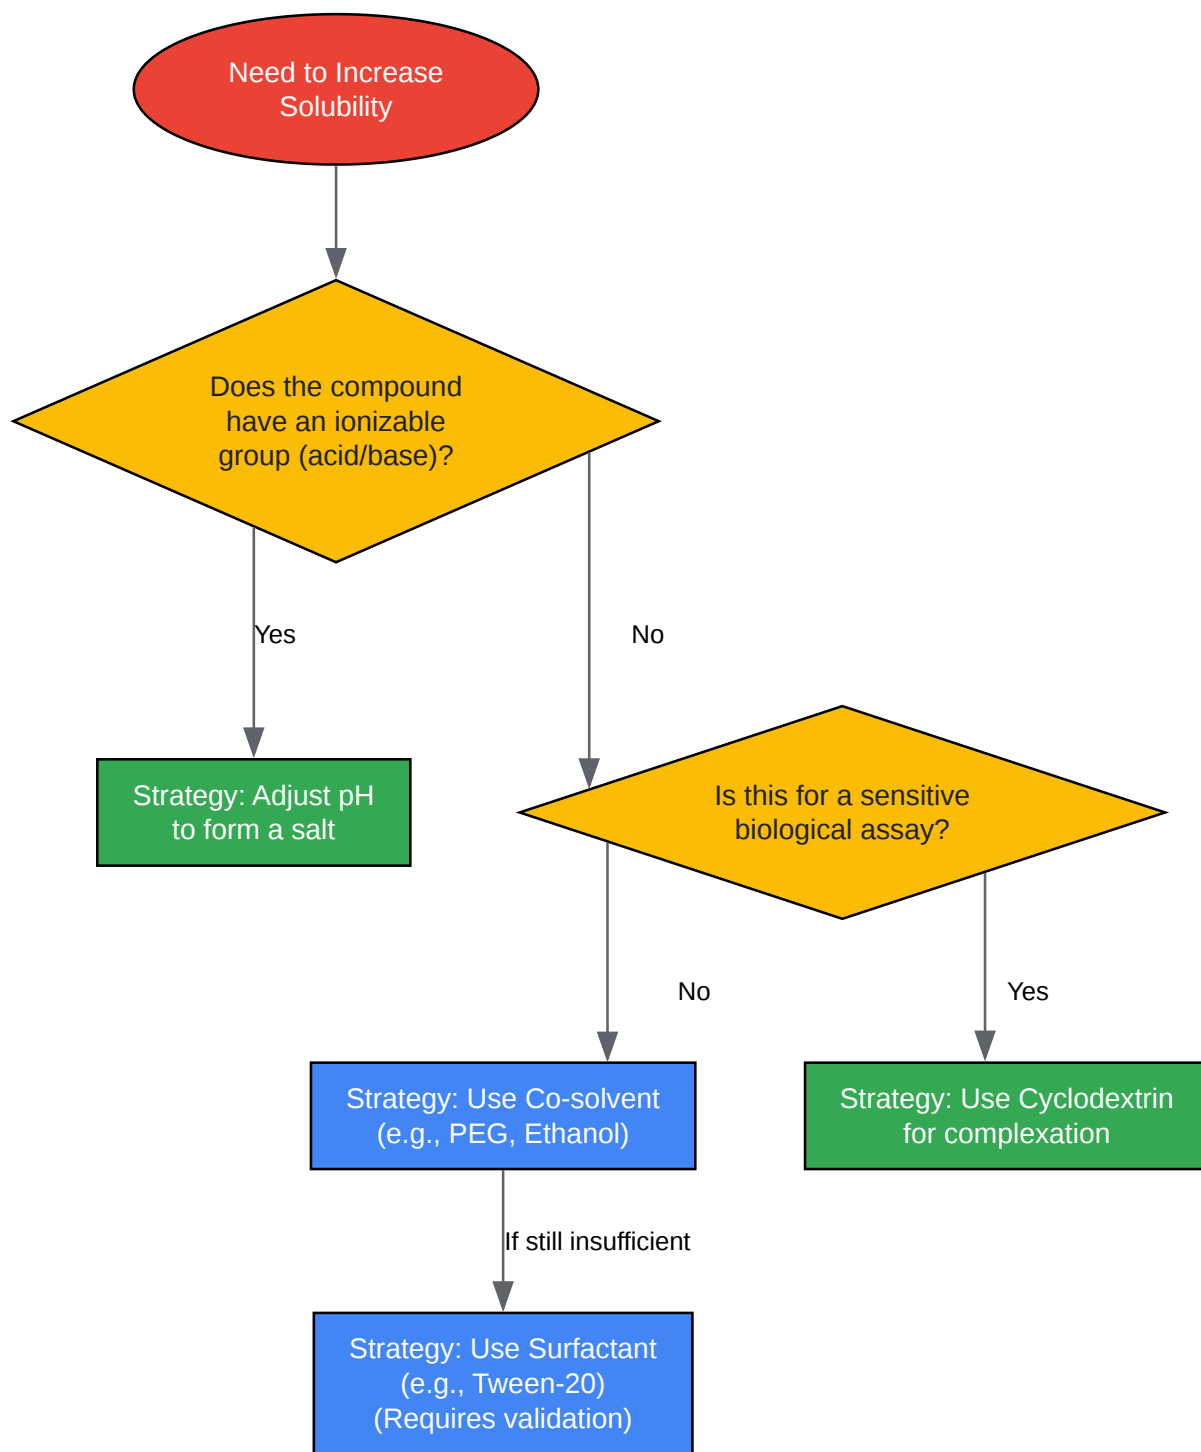 Need to Increase
Solubility
Does the compound
have an ionizable
group (acid/base)?
Yes
No
Strategy: Adjust pH
to form a salt
Is this for a sensitive
biological assay?
No
Yes
Strategy: Use Co-solvent
(e.g., PEG, Ethanol)
Strategy: Use Cyclodextrin
for complexation
If still insufficient
Strategy: Use Surfactant
(e.g., Tween-20)
(Requires validation)